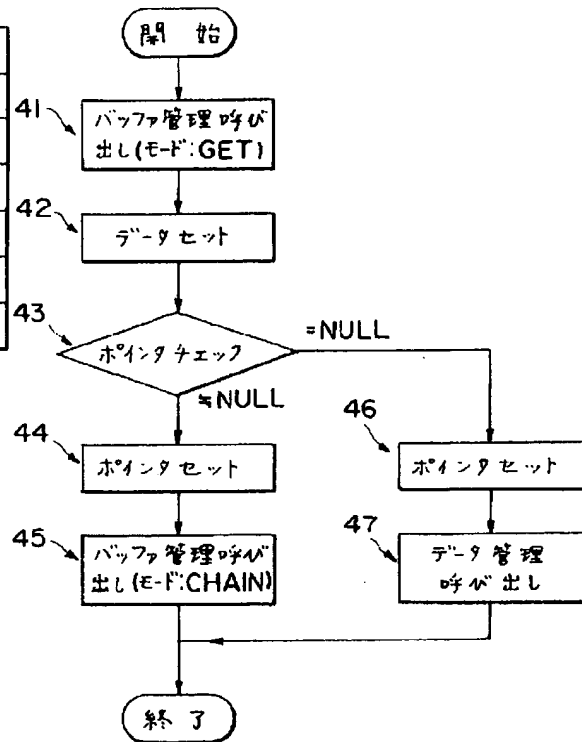 開始
41
バッファ管理呼び
出し(モード:GET)
42
データセット
43
ポインタチェック
=NULL
≒NULL
44
ポインタセット
46
ポインタセット
45
バッファ管理呼び
出し(モード:CHAIN)
47
データ管理
呼び出し
終了